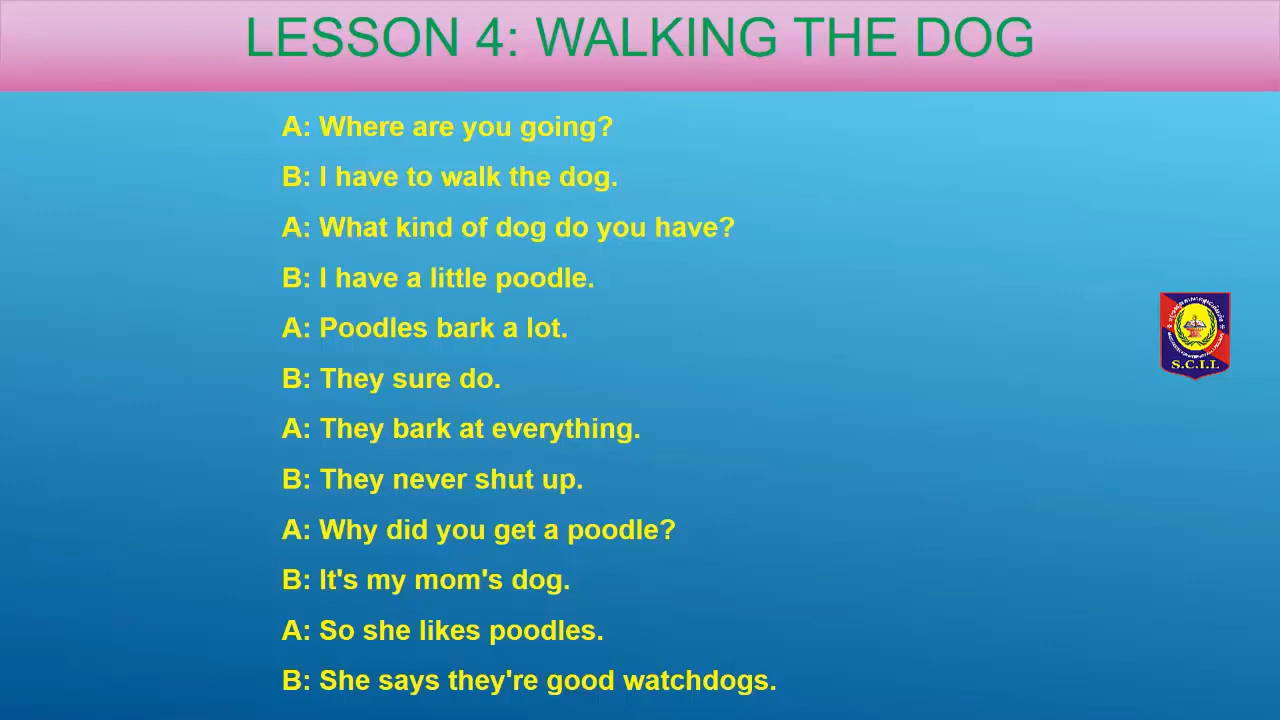 LESSON 4: WALKING THE DOG
A: Where are you going?
B: I have to walk the dog.
A: What kind of dog do you have?
B: I have a little poodle.
A: Poodles bark a lot.
B: They sure do.
A: They bark at everything.
B: They never shut up.
A: Why did you get a poodle?
B: It's my mom's dog.
A: So she likes poodles.
B: She says they're good watchdogs.
S.C.I.L